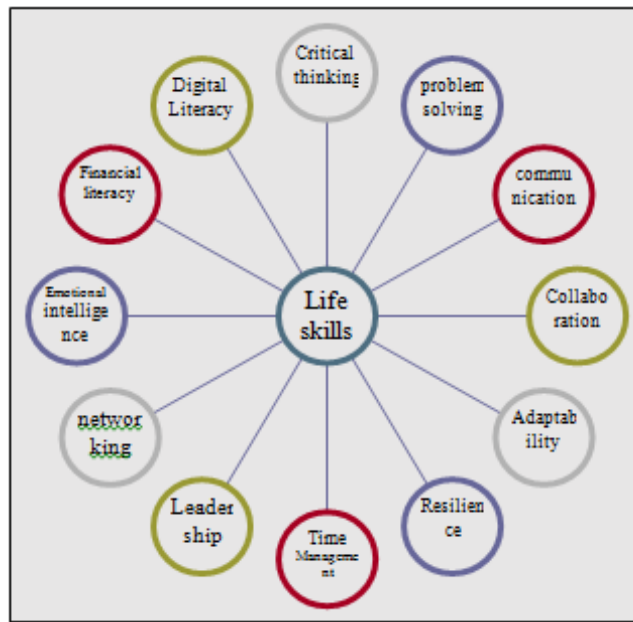 Critical
thinking
problem
solving
commu
nication
Collabo
ration
Adaptab
ility
Resilien
ce
Time
Manageme
nt
Leader
ship
networ
king
Emotional
intellige
nce
Financial
literacy
Digital
Literacy
Life
skills